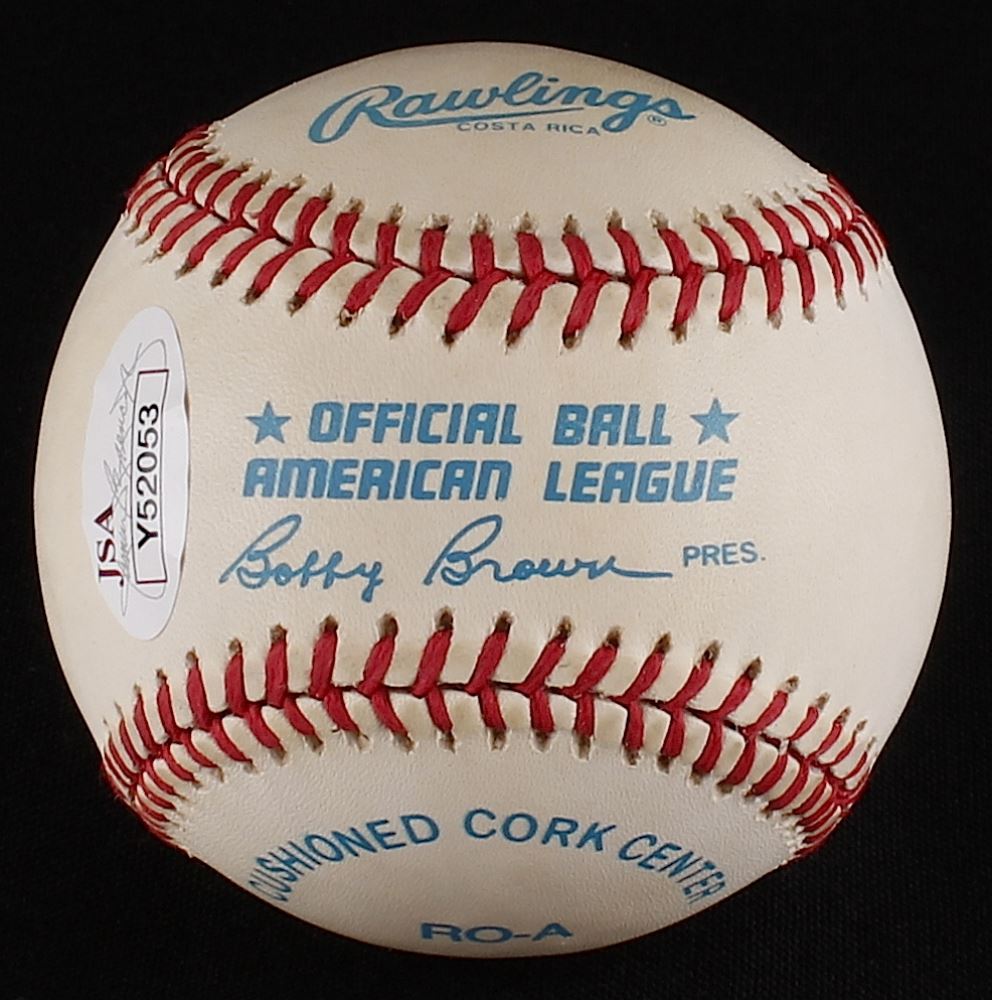 Rawlings®
COSTA RICA
★ OFFICIAL BALL ★
AMERICAN LEAGUE
Bobby Brown PRES.
CUSHIONED CORK CENTER
RO-A
JSA
Y52053